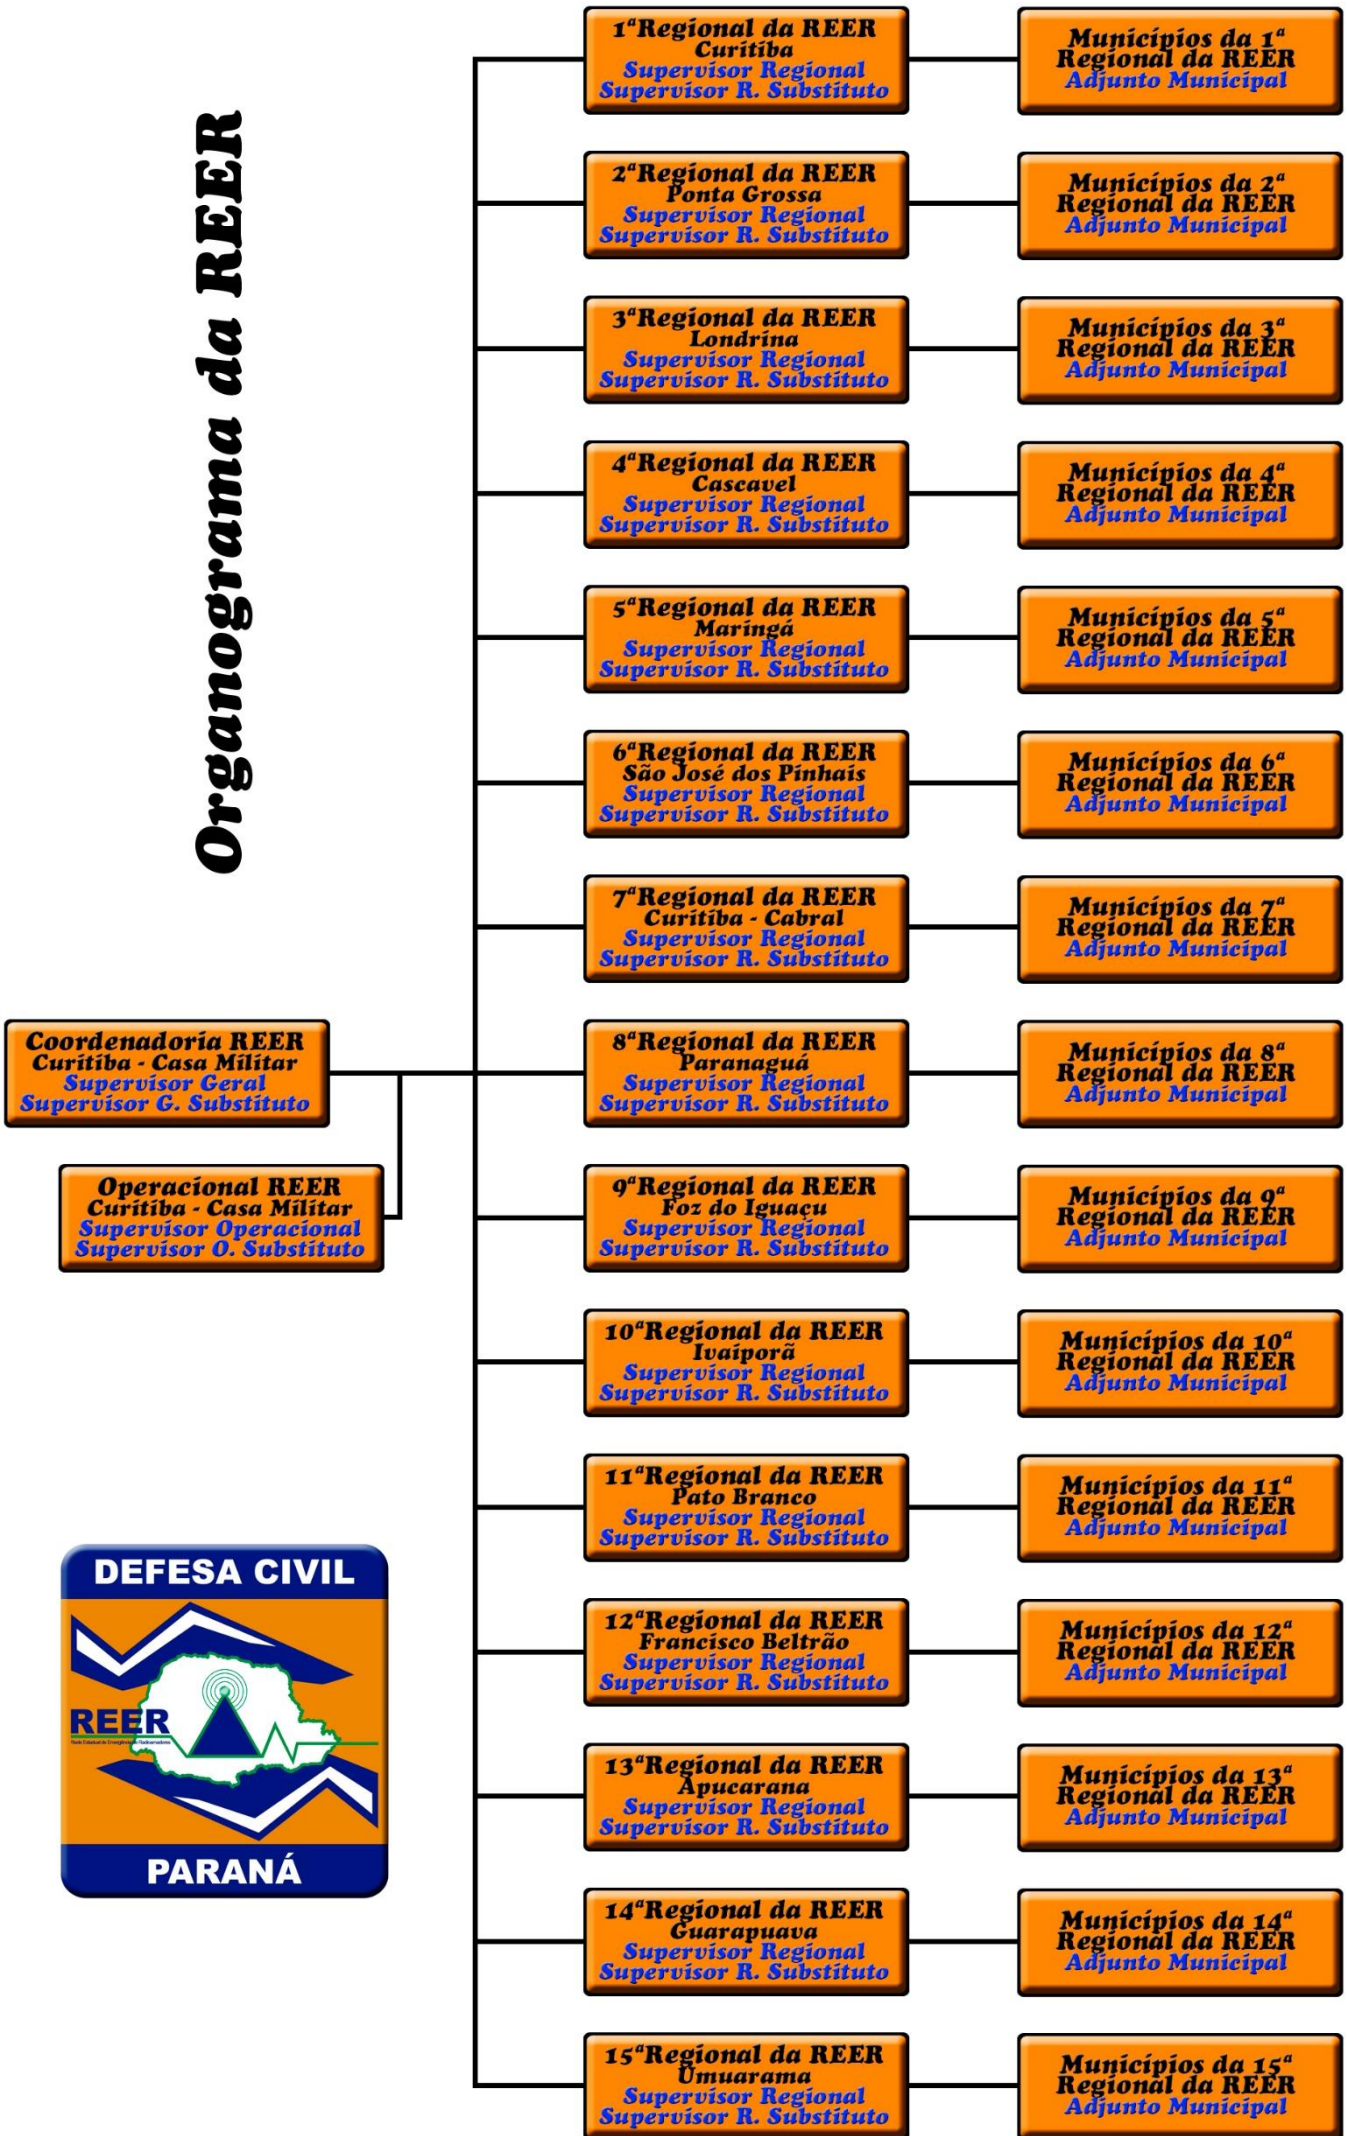 Organograma da REER
Coordenadoria REER
Curitiba - Casa Militar
Supervisor Geral
Supervisor G. Substituto
Operacional REER
Curitiba - Casa Militar
Supervisor Operacional
Supervisor O. Substituto
1ªRegional da REER
Curitiba
Supervisor Regional
Supervisor R. Substituto
Municípios da 1ª
Regional da REER
Adjunto Municipal
2ªRegional da REER
Ponta Grossa
Supervisor Regional
Supervisor R. Substituto
Municípios da 2ª
Regional da REER
Adjunto Municipal
3ªRegional da REER
Londrina
Supervisor Regional
Supervisor R. Substituto
Municípios da 3ª
Regional da REER
Adjunto Municipal
4ªRegional da REER
Cascavel
Supervisor Regional
Supervisor R. Substituto
Municípios da 4ª
Regional da REER
Adjunto Municipal
5ªRegional da REER
Maringá
Supervisor Regional
Supervisor R. Substituto
Municípios da 5ª
Regional da REER
Adjunto Municipal
6ªRegional da REER
São José dos Pinhais
Supervisor Regional
Supervisor R. Substituto
Municípios da 6ª
Regional da REER
Adjunto Municipal
7ªRegional da REER
Curitiba - Cabral
Supervisor Regional
Supervisor R. Substituto
Municípios da 7ª
Regional da REER
Adjunto Municipal
8ªRegional da REER
Paranaguá
Supervisor Regional
Supervisor R. Substituto
Municípios da 8ª
Regional da REER
Adjunto Municipal
9ªRegional da REER
Foz do Iguaçu
Supervisor Regional
Supervisor R. Substituto
Municípios da 9ª
Regional da REER
Adjunto Municipal
10ªRegional da REER
Ivaiporã
Supervisor Regional
Supervisor R. Substituto
Municípios da 10ª
Regional da REER
Adjunto Municipal
11ªRegional da REER
Pato Branco
Supervisor Regional
Supervisor R. Substituto
Municípios da 11ª
Regional da REER
Adjunto Municipal
12ªRegional da REER
Francisco Beltrão
Supervisor Regional
Supervisor R. Substituto
Municípios da 12ª
Regional da REER
Adjunto Municipal
13ªRegional da REER
Apucarana
Supervisor Regional
Supervisor R. Substituto
Municípios da 13ª
Regional da REER
Adjunto Municipal
14ªRegional da REER
Guarapuava
Supervisor Regional
Supervisor R. Substituto
Municípios da 14ª
Regional da REER
Adjunto Municipal
15ªRegional da REER
Umuarama
Supervisor Regional
Supervisor R. Substituto
Municípios da 15ª
Regional da REER
Adjunto Municipal
DEFESA CIVIL
REER
Rede Estadual de Emergência de Radioamadores
PARANÁ